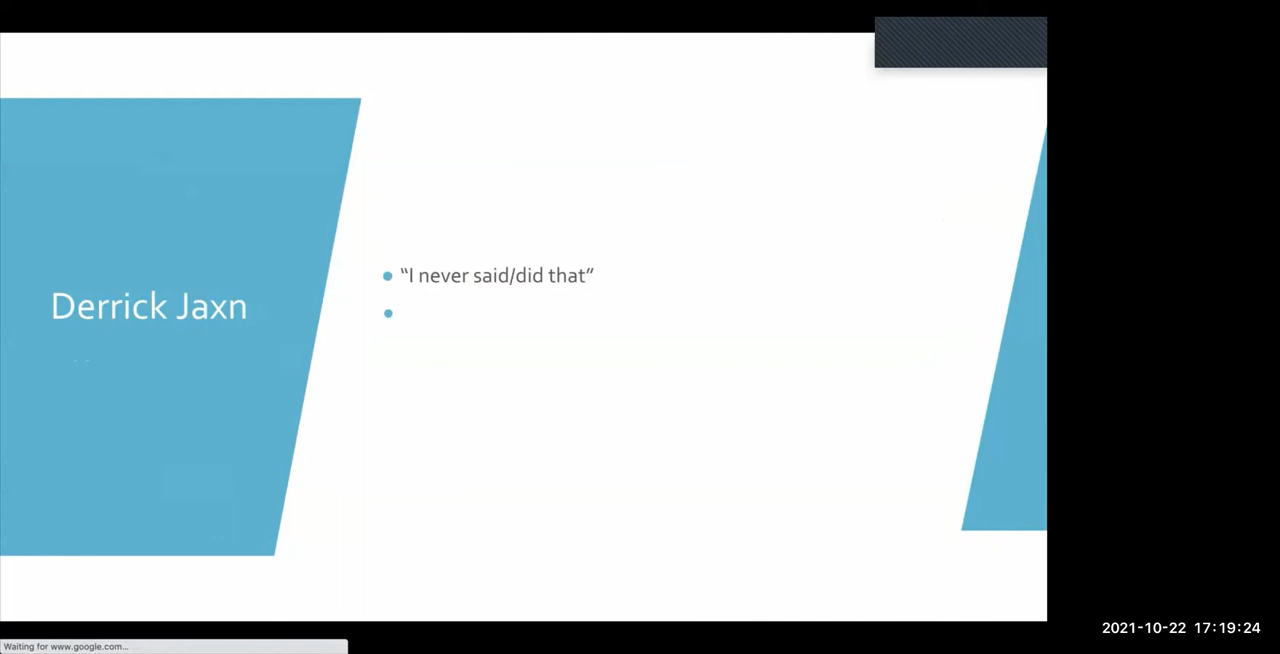 Derrick Jaxn
“I never said/did that”
2021-10-22 17:19:24
Waiting for www.google.com...